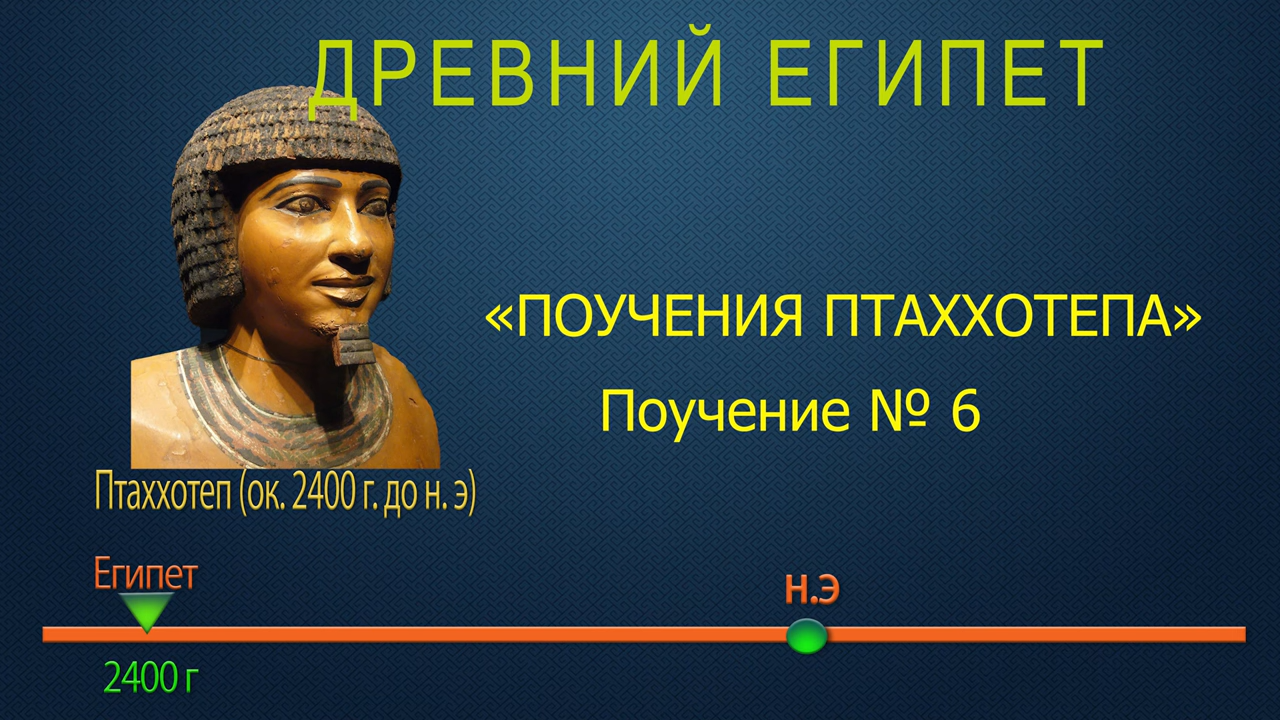 ДРЕВНИЙ ЕГИПЕТ
«ПОУЧЕНИЯ ПТАХХОТЕПА»
Поучение № 6
Птаххотеп (ок. 2400 г. до н. э)
Египет
Н.Э
2400 г